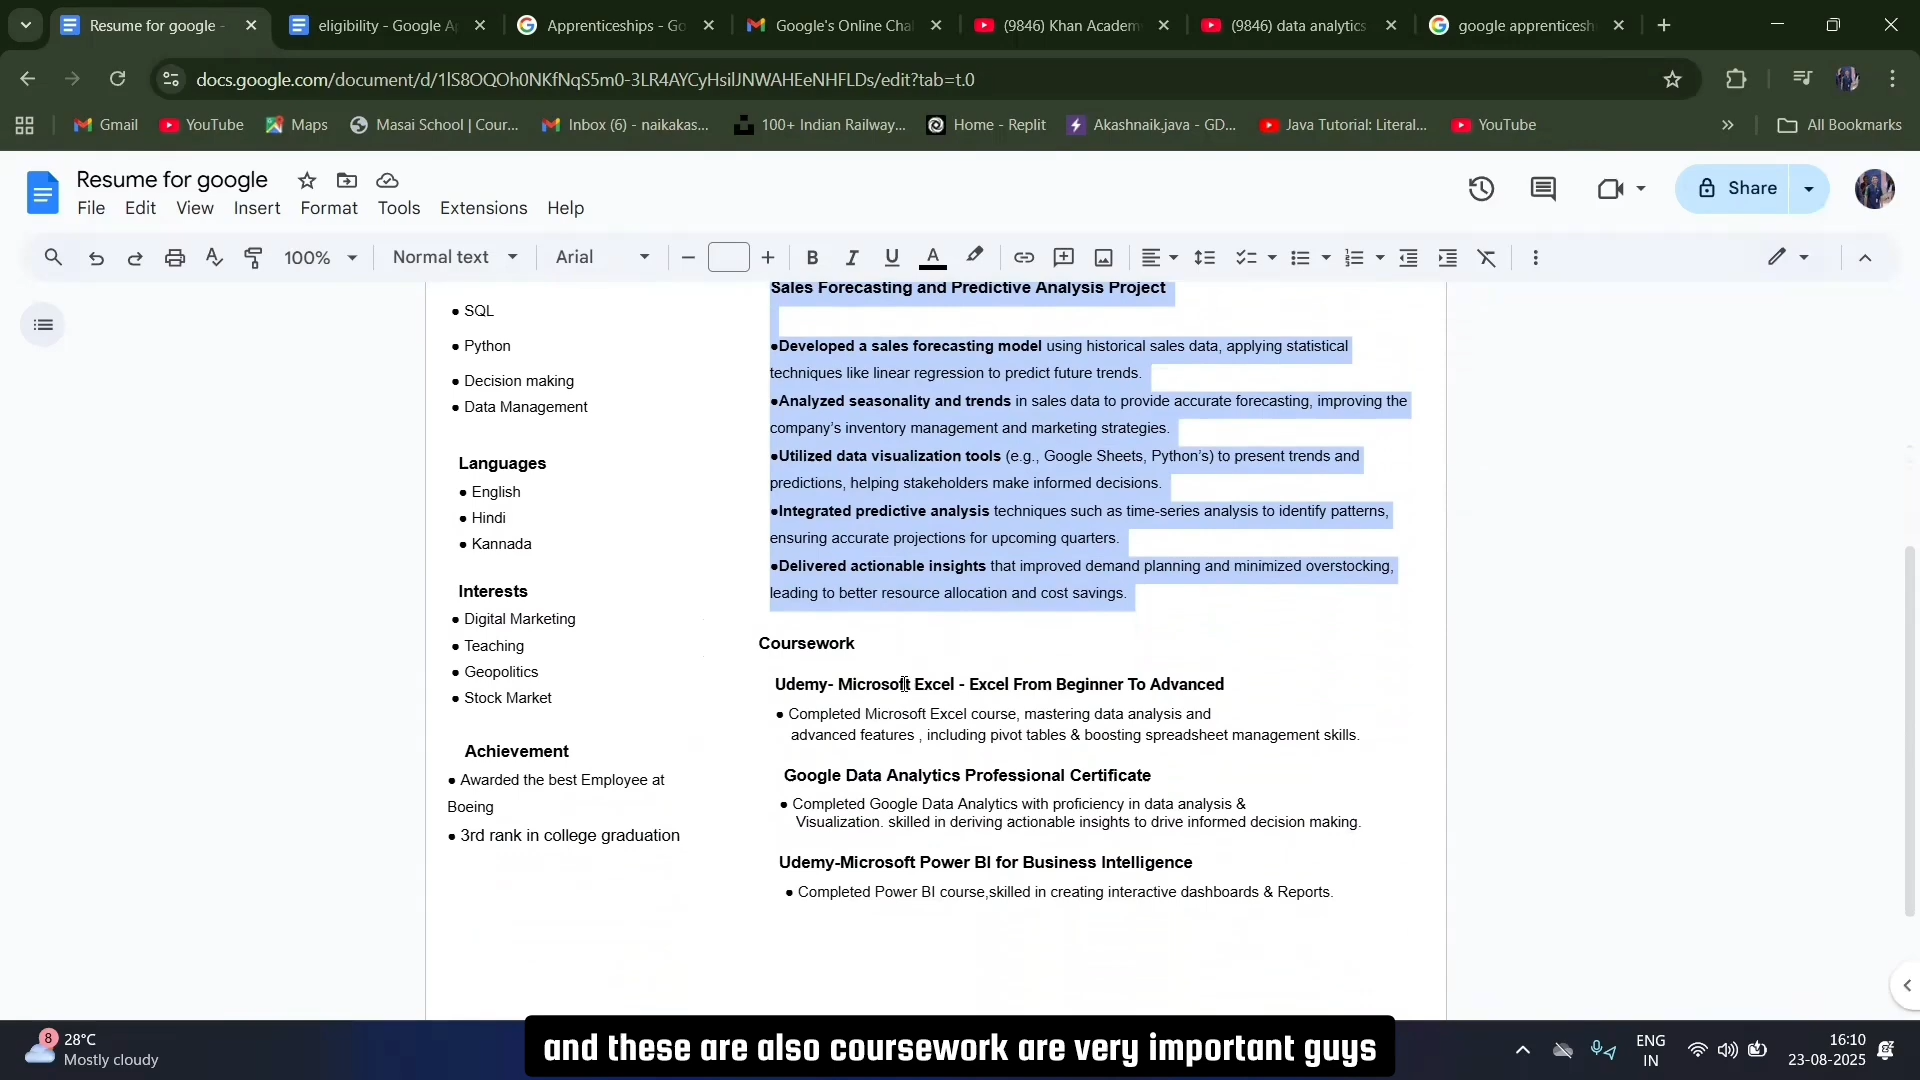 Resume for google -
eligibility - Google Ap
Apprenticeships - Go
Google's Online Cha
(9846) Khan Academ
(9846) data analytics
google apprenticesh
docs.google.com/document/d/
/edit?tab=t.0
Gmail
YouTube
Maps
Masai School | Cour...
Inbox (6) - naikakas...
100+ Indian Railway...
Home - Replit
Akashnaik.java - GD...
Java Tutorial: Literal...
YouTube
All Bookmarks
Resume for google
Share
File Edit View Insert Format Tools Extensions Help
100%
Normal text
Arial
B I U A
● SQL
● Python
● Decision making
● Data Management
Languages
● English
● Hindi
● Kannada
Interests
● Digital Marketing
● Teaching
● Geopolitics
● Stock Market
Achievement
● Awarded the best Employee at
Boeing
● 3rd rank in college graduation
Sales Forecasting and Predictive Analysis Project
●Developed a sales forecasting model using historical sales data, applying statistical
techniques like linear regression to predict future trends.
●Analyzed seasonality and trends in sales data to provide accurate forecasting, improving the
company's inventory management and marketing strategies.
●Utilized data visualization tools (e.g., Google Sheets, Python's) to present trends and
predictions, helping stakeholders make informed decisions.
●Integrated predictive analysis techniques such as time-series analysis to identify patterns,
ensuring accurate projections for upcoming quarters.
●Delivered actionable insights that improved demand planning and minimized overstocking,
leading to better resource allocation and cost savings.
Coursework
Udemy- Microsoft Excel - Excel From Beginner To Advanced
● Completed Microsoft Excel course, mastering data analysis and
advanced features , including pivot tables & boosting spreadsheet management skills.
Google Data Analytics Professional Certificate
● Completed Google Data Analytics with proficiency in data analysis &
Visualization. skilled in deriving actionable insights to drive informed decision making.
Udemy-Microsoft Power BI for Business Intelligence
● Completed Power BI course,skilled in creating interactive dashboards & Reports.
and these are also coursework are very important guys
8
28°C
Mostly cloudy
ENG
IN
16:10
23-08-2025